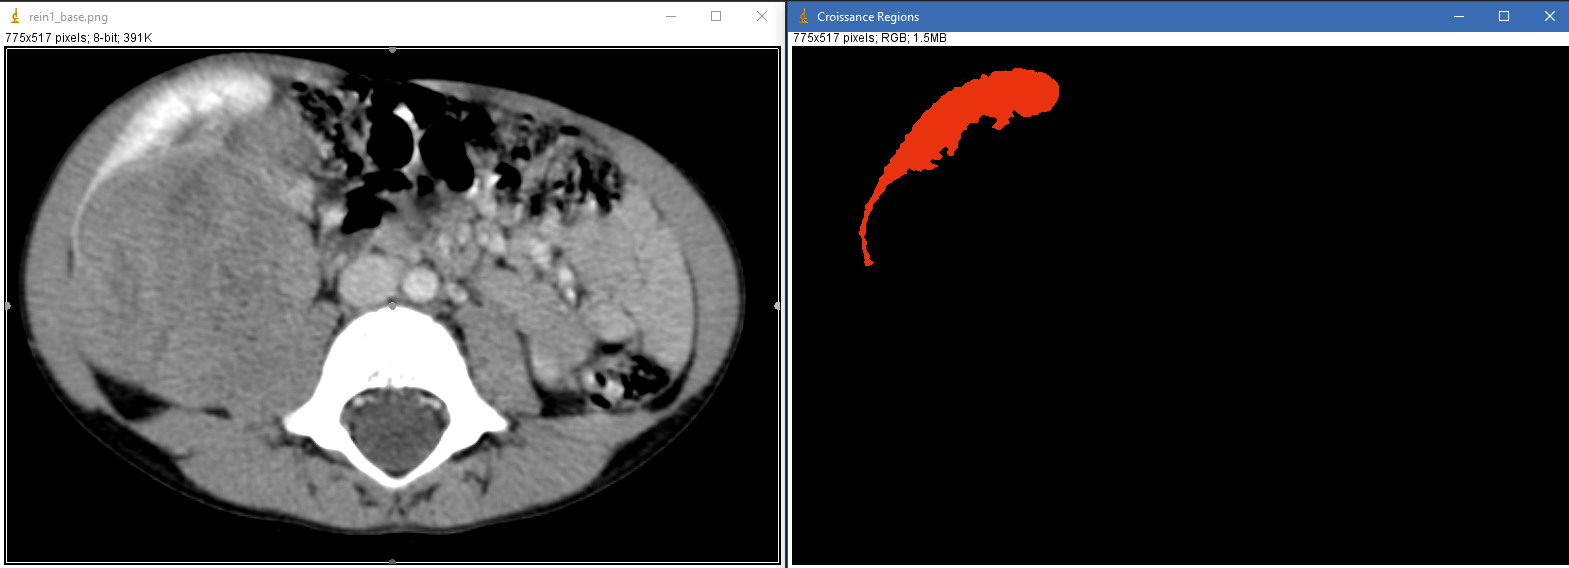 rein1_base.png
775x517 pixels; 8-bit; 391K
Croissance Regions
775x517 pixels; RGB; 1.5MB